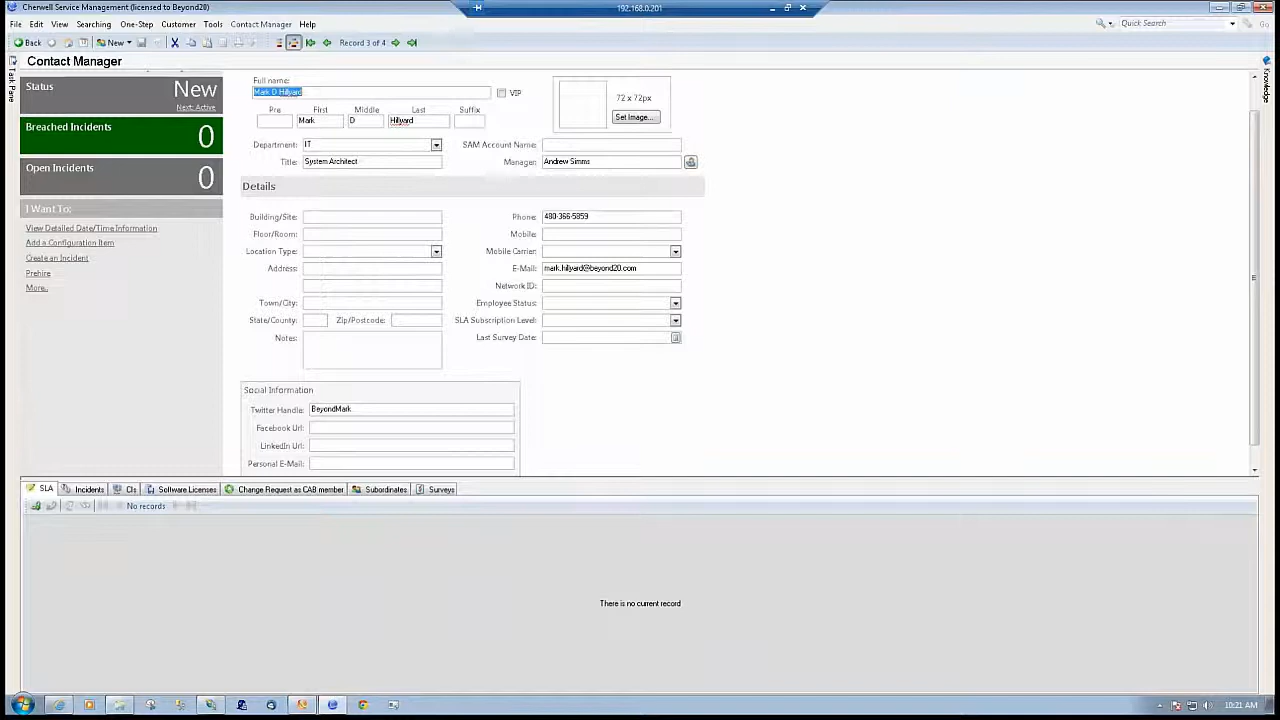 Cherwell Service Management (licensed to Beyond20)
192.168.0.201
File Edit View Searching One-Step Customer Tools Contact Manager Help
Quick Search
Go
Back New Record 3 of 4
Contact Manager
Task Pane
Knowledge
Status New
Next: Active
Breached Incidents 0
Open Incidents 0
I Want To:
View Detailed Date/Time Information
Add a Configuration Item
Create an Incident
Prehire
More..
Full name:
Mark D Hillyard VIP
Pre First Middle Last Suffix
Mark D Hillyard
72 x 72px
Set Image...
Department: IT SAM Account Name:
Title: System Architect Manager: Andrew Simms
Details
Building/Site: Phone: 480-366-5859
Floor/Room: Mobile:
Location Type: Mobile Carrier:
Address: E-Mail: mark.hillyard@beyond20.com
Network ID:
Town/City: Employee Status:
State/County: Zip/Postcode: SLA Subscription Level:
Notes: Last Survey Date:
Social Information
Twitter Handle: BeyondMark
Facebook Url:
LinkedIn Url:
Personal E-Mail:
SLA Incidents CIs Software Licenses Change Request as CAB member Subordinates Surveys
No records
There is no current record
10:21 AM